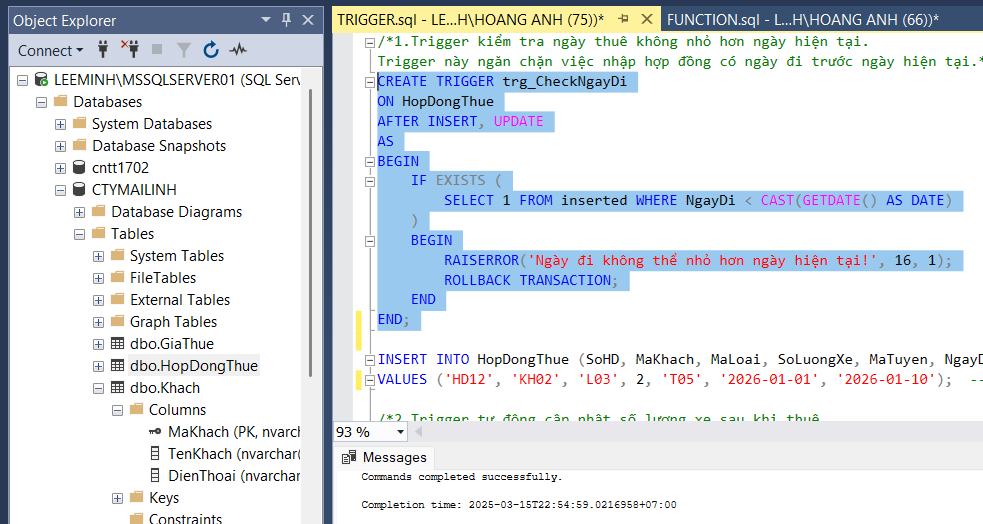 Object Explorer
Connect
LEEMINH\MSSQLSERVER01 (SQL Serv
Databases
System Databases
Database Snapshots
cntt1702
CTYMAILINH
Database Diagrams
Tables
System Tables
FileTables
External Tables
Graph Tables
dbo.GiaThue
dbo.HopDongThue
dbo.Khach
Columns
MaKhach (PK, nvarch
TenKhach (nvarchar(
DienThoai (nvarchar
Keys
Constraints
TRIGGER.sql - LE...H\HOANG ANH (75))*
FUNCTION.sql - L...H\HOANG ANH (66))*
/*1.Trigger kiểm tra ngày thuê không nhỏ hơn ngày hiện tại.
Trigger này ngăn chặn việc nhập hợp đồng có ngày đi trước ngày hiện tại.*
CREATE TRIGGER trg_CheckNgayDi
ON HopDongThue
AFTER INSERT, UPDATE
AS
BEGIN
IF EXISTS (
SELECT 1 FROM inserted WHERE NgayDi < CAST(GETDATE() AS DATE)
)
BEGIN
RAISERROR('Ngày đi không thể nhỏ hơn ngày hiện tại!', 16, 1);
ROLLBACK TRANSACTION;
END
END;
INSERT INTO HopDongThue (SoHD, MaKhach, MaLoai, SoLuongXe, MaTuyen, NgayD
VALUES ('HD12', 'KH02', 'L03', 2, 'T05', '2026-01-01', '2026-01-10'); --
/*2.Trigger tự động cập nhật số lượng xe sau khi thuê
93 %
Messages
Commands completed successfully.
Completion time: 2025-03-15T22:54:59.0216958+07:00